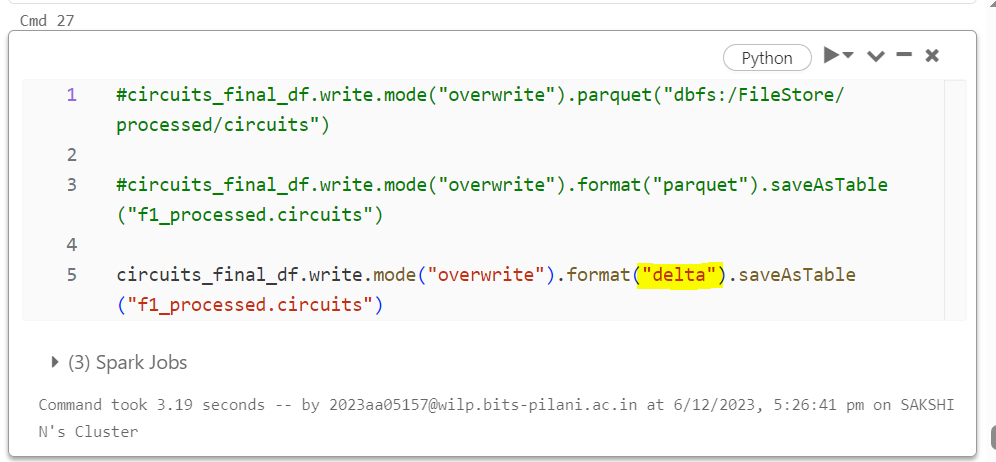 Cmd 27
Python
1 #circuits_final_df.write.mode("overwrite").parquet("dbfs:/FileStore/
processed/circuits")
2
3 #circuits_final_df.write.mode("overwrite").format("parquet").saveAsTable
("f1_processed.circuits")
4
5 circuits_final_df.write.mode("overwrite").format("delta").saveAsTable
("f1_processed.circuits")
(3) Spark Jobs
Command took 3.19 seconds -- by 2023aa05157@wilp.bits-pilani.ac.in at 6/12/2023, 5:26:41 pm on SAKSHI
N's Cluster